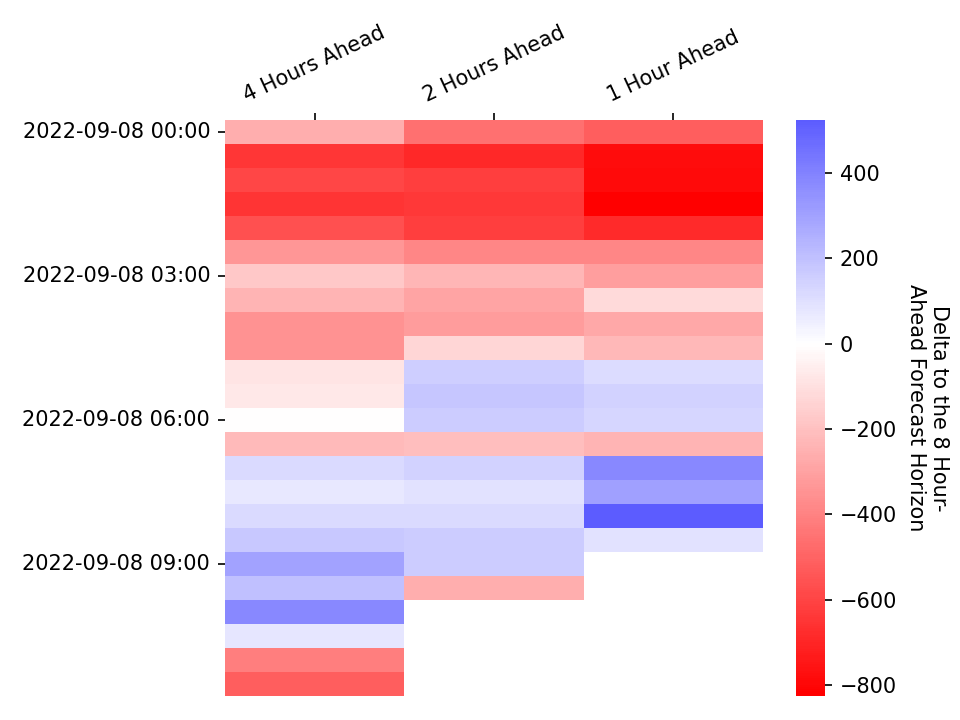 4 Hours Ahead
2 Hours Ahead
1 Hour Ahead
2022-09-08 00:00
2022-09-08 03:00
2022-09-08 06:00
2022-09-08 09:00
400
200
0
−200
−400
−600
−800
Delta to the 8 Hour-
Ahead Forecast Horizon